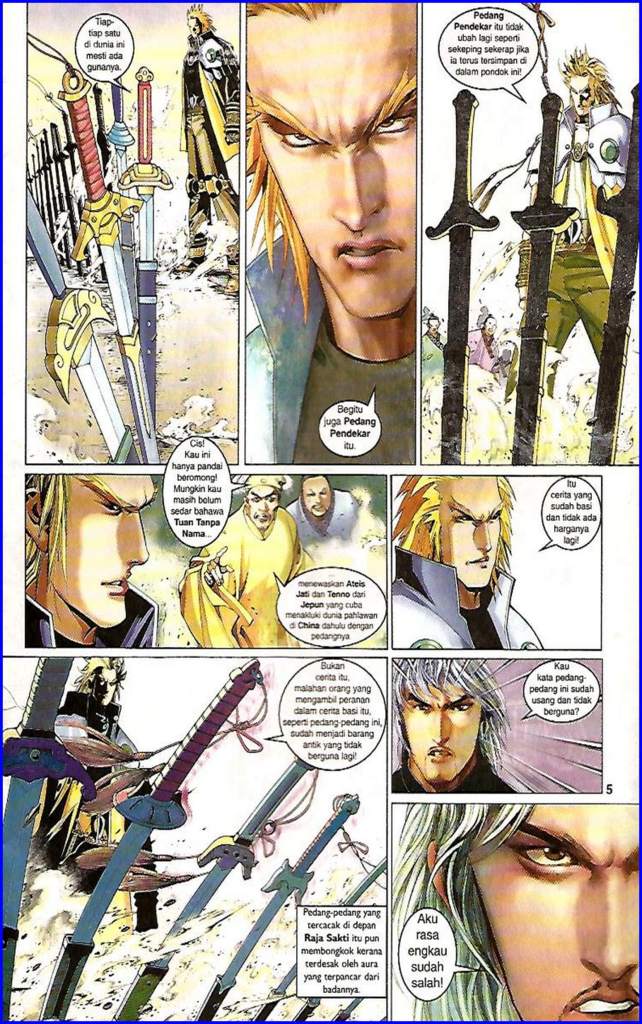 Tiap-
tiap satu
di dunia ini
mesti ada
gunanya.
Begitu
juga Pedang
Pendekar
itu.
Pedang
Pendekar itu tidak
ubah lagi seperti
sekeping sekerap jika
ia terus tersimpan di
dalam pondok ini!
Cis!
Kau ini
hanya pandai
beromong!
Mungkin kau
masih belum
sedar bahawa
Tuan Tanpa
Nama...
menewaskan Ateis
Jati dan Tenno dari
Jepun yang cuba
menakluki dunia pahlawan
di China dahulu dengan
pedangnya
Itu
cerita yang
sudah basi
dan tidak ada
harganya
lagi!
Bukan
cerita itu,
malahan orang yang
mengambil peranan
dalam cerita basi itu,
seperti pedang-pedang ini,
sudah menjadi barang
antik yang tidak
berguna lagi!
Pedang-pedang yang
tercacak di depan
Raja Sakti itu pun
membongkok kerana
terdesak oleh aura
yang terpancar dari
badannya.
Kau
kata pedang-
pedang ini sudah
usang dan tidak
berguna?
5
Aku
rasa
engkau
sudah
salah!